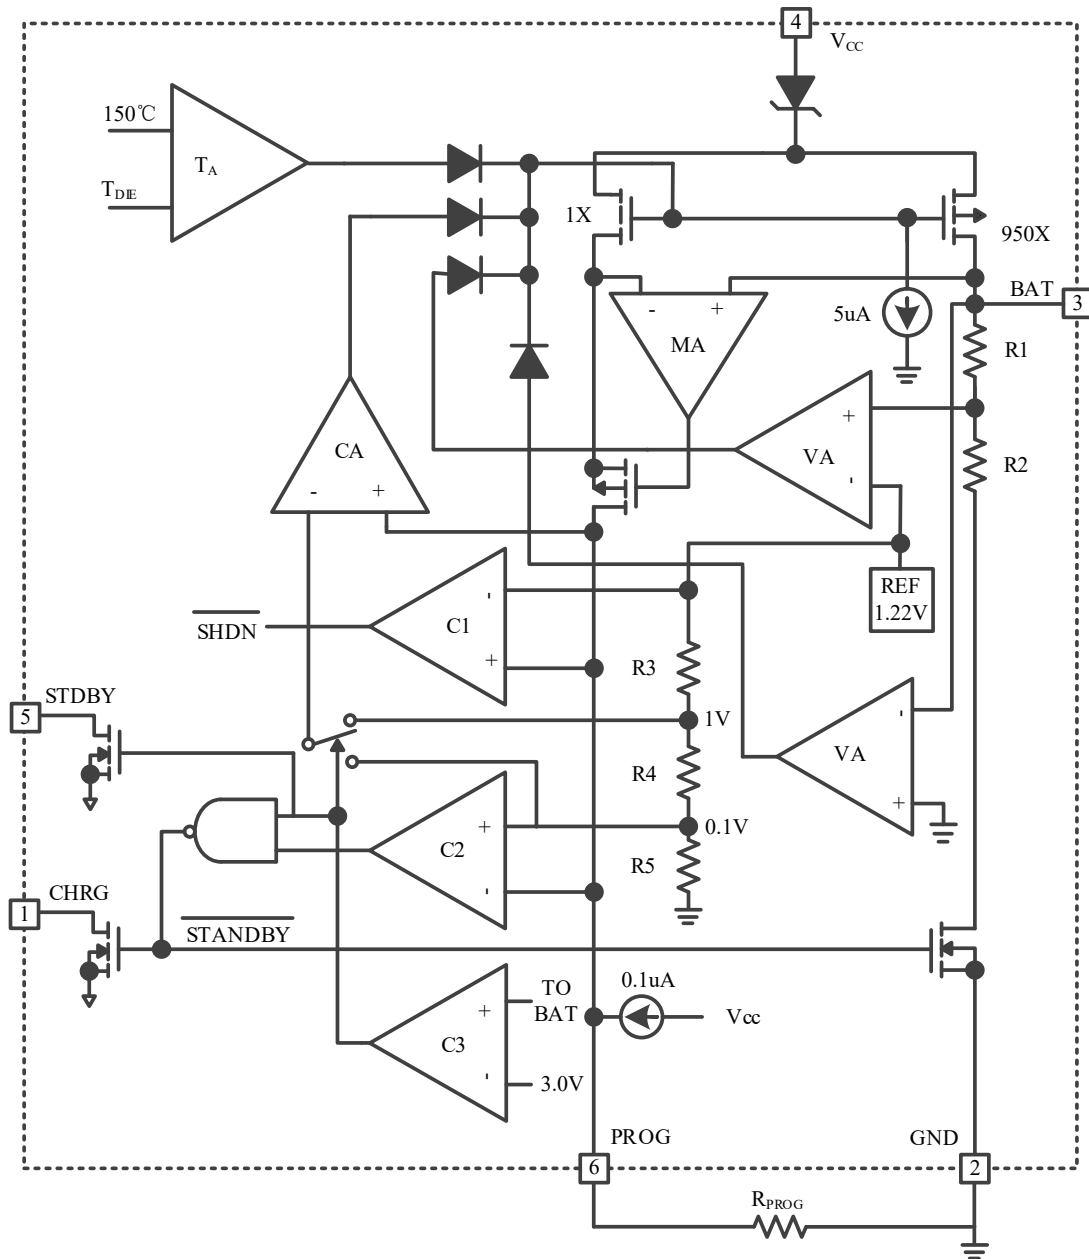 4
VCC
150℃
TA
TDIE
1X
950X
BAT
3
- +
MA
5uA
R1
+
VA
-
R2
CA
- +
REF
1.22V
SHDN
-
C1
+
R3
STDBY
5
1V
-
VA
+
R4
+
C2
-
0.1V
R5
CHRG
1
STANDBY
0.1uA
TO
BAT
+
C3
-
Vcc
3.0V
PROG
6
GND
2
RPROG